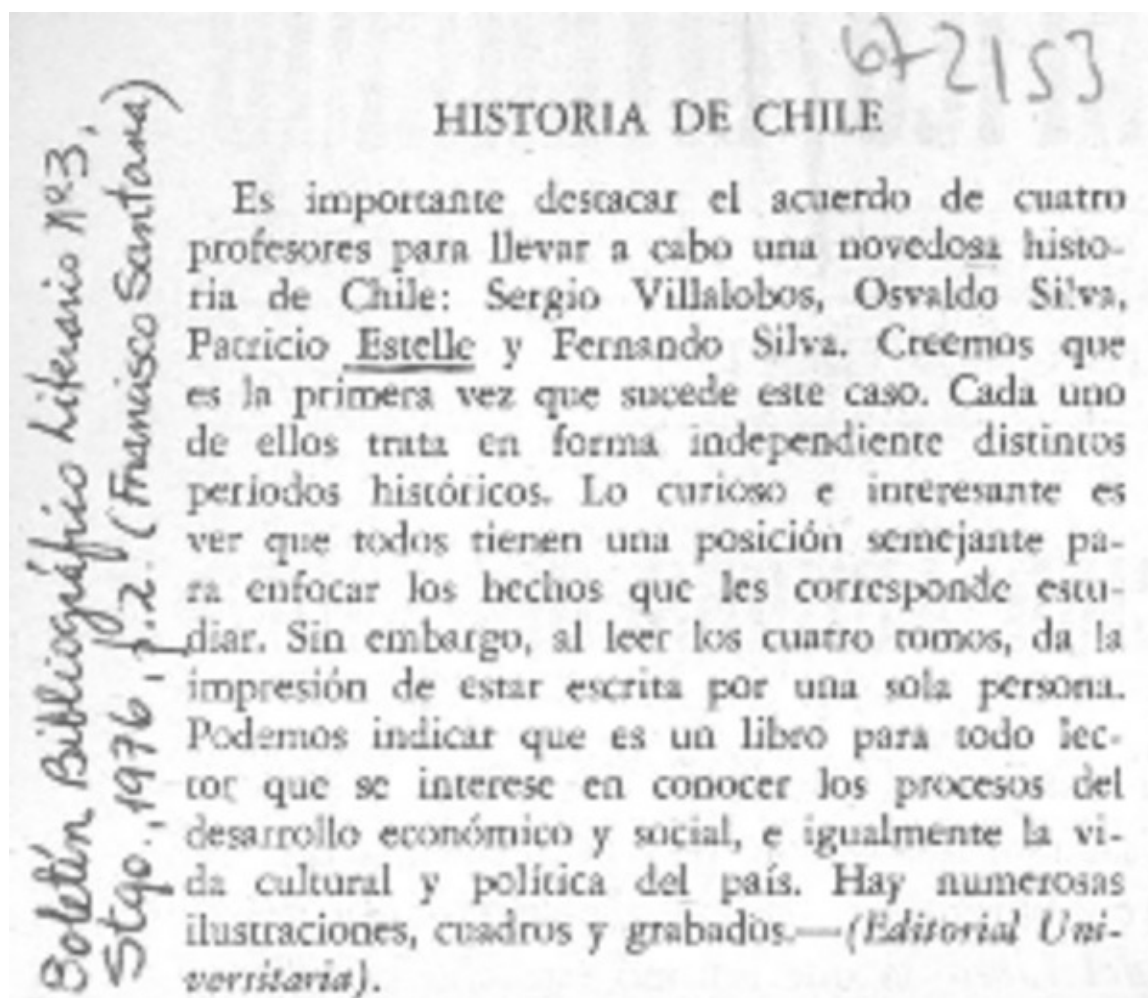 672153
HISTORIA DE CHILE
Es importante destacar el acuerdo de cuatro
profesores para llevar a cabo una novedosa histo-
ria de Chile: Sergio Villalobos, Osvaldo Silva,
Patricio Estelle y Fernando Silva. Creemos que
es la primera vez que sucede este caso. Cada uno
de ellos trata en forma independiente distintos
períodos históricos. Lo curioso e interesante es
ver que todos tienen una posición semejante pa-
ra enfocar los hechos que les corresponde estu-
diar. Sin embargo, al leer los cuatro tomos, da la
impresión de estar escrita por una sola persona.
Podemos indicar que es un libro para todo lec-
tor que se interese en conocer los procesos del
desarrollo económico y social, e igualmente la vi-
da cultural y política del país. Hay numerosas
ilustraciones, cuadros y grabados.—(Editorial Uni-
versitaria).
Boletín Bibliográfico Literario Nº3,
Stgo., 1976, p.2. (Francisco Santana)